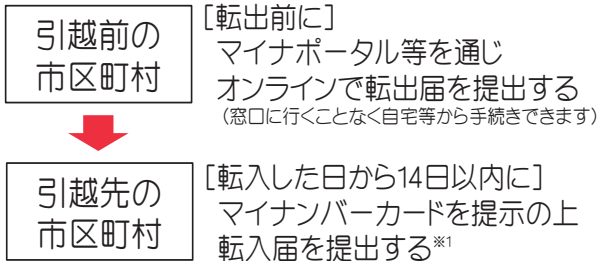 引越前の
市区町村
［転出前に］
マイナポータル等を通じ
オンラインで転出届を提出する
（窓口に行くことなく自宅等から手続きできます）
引越先の
市区町村
［転入した日から14日以内に］
マイナンバーカードを提示の上
転入届を提出する※1